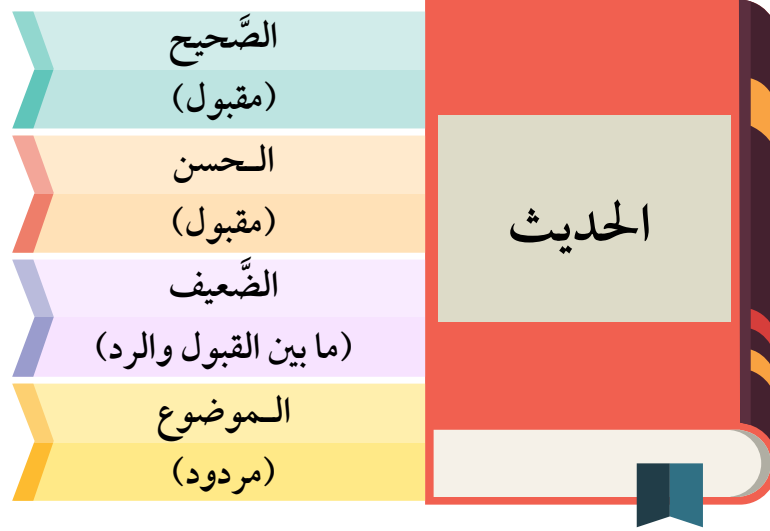 الحديث
الصَّحيح
(مقبول)
الـحسن
(مقبول)
الضَّعيف
(ما بين القبول والرد)
الـموضوع
(مردود)